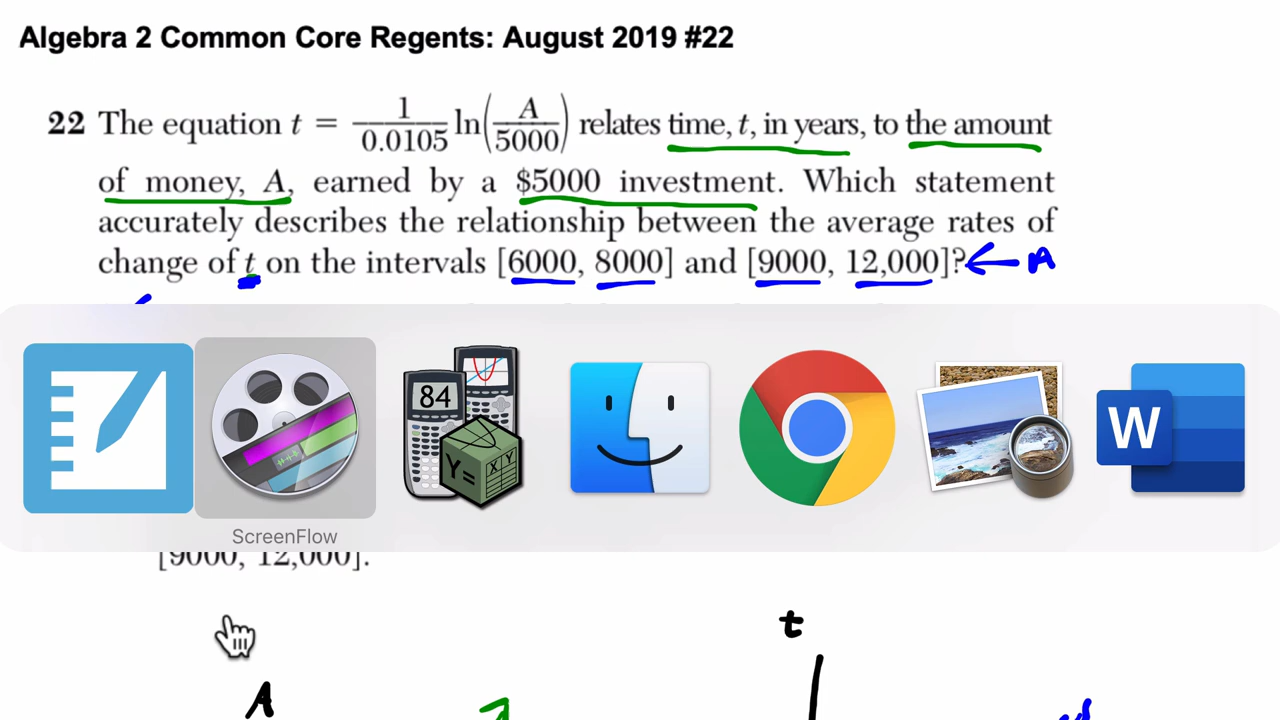 Algebra 2 Common Core Regents: August 2019 #22
22 The equation t = 1/0.0105 ln(A/5000) relates time, t, in years, to the amount
of money, A, earned by a $5000 investment. Which statement
accurately describes the relationship between the average rates of
change of t on the intervals [6000, 8000] and [9000, 12,000]? ← A
84
Y=
X Y
W
ScreenFlow
[9000, 12,000].
t
A